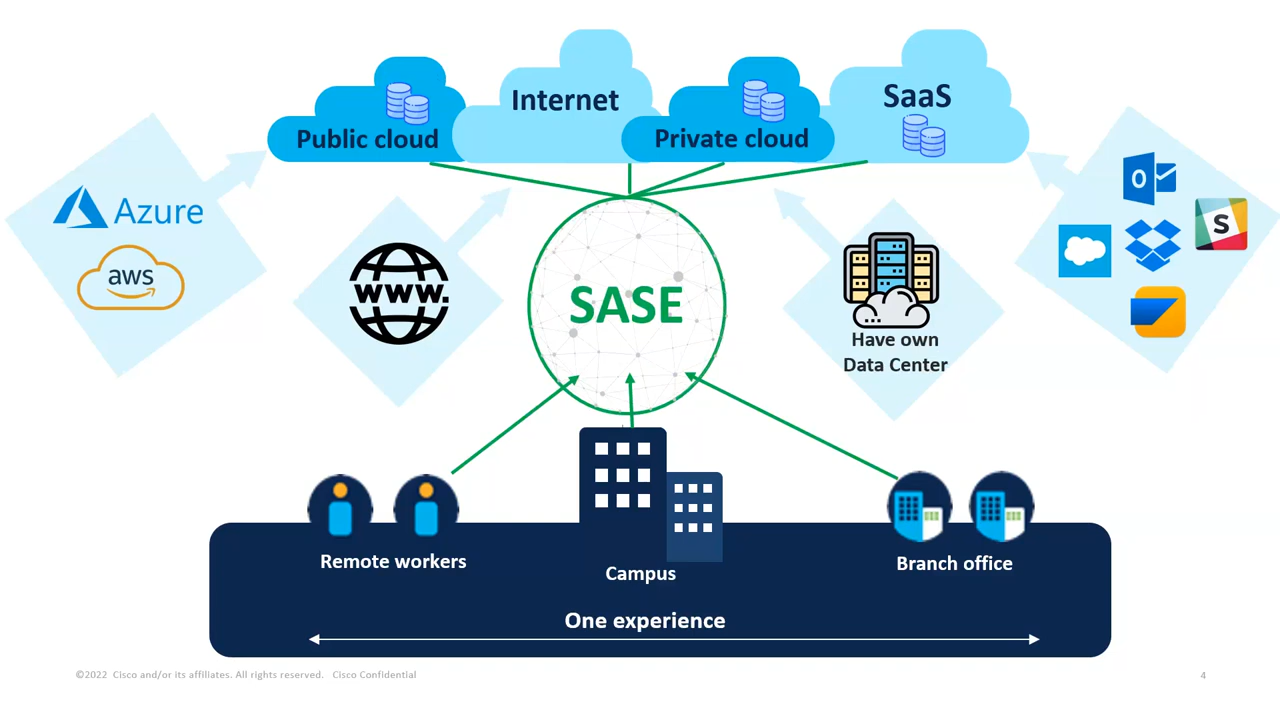 Internet
SaaS
Public cloud
Private cloud
Azure
aws
www.
SASE
O
S
Have own
Data Center
Remote workers
Campus
Branch office
One experience
©2022 Cisco and/or its affiliates. All rights reserved. Cisco Confidential
4